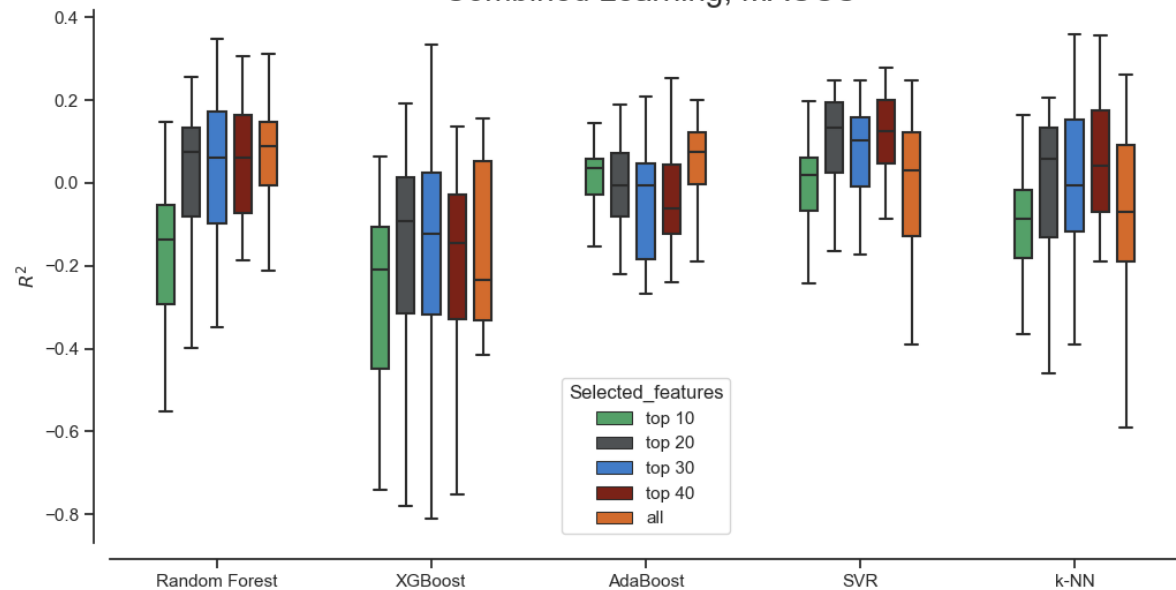 0.4
0.2
0.0
−0.2
−0.4
−0.6
−0.8
R²
Selected_features
top 10
top 20
top 30
top 40
all
Random Forest
XGBoost
AdaBoost
SVR
k-NN